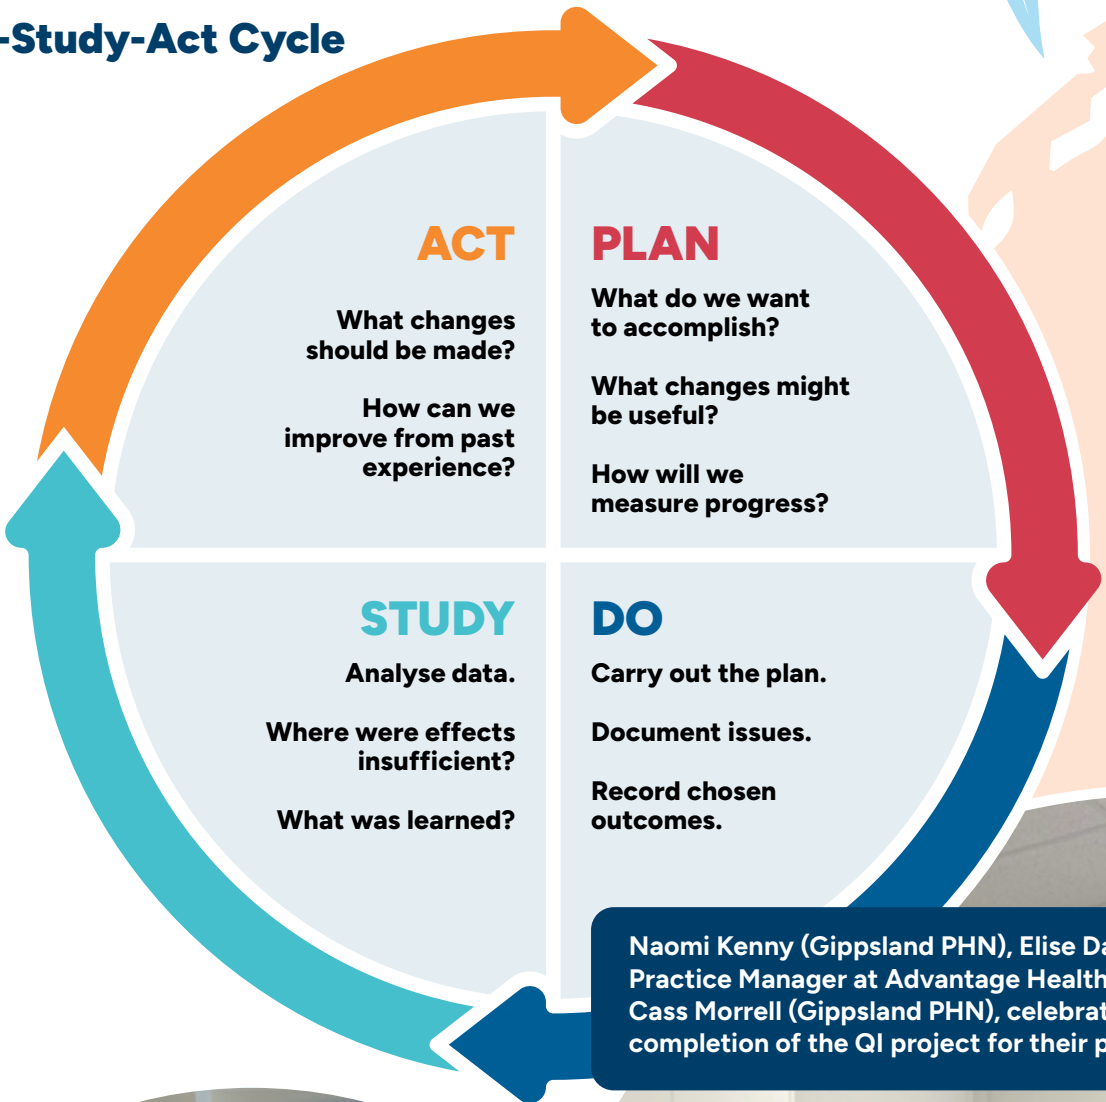 -Study-Act Cycle
ACT
What changes
should be made?
How can we
improve from past
experience?
PLAN
What do we want
to accomplish?
What changes might
be useful?
How will we
measure progress?
STUDY
Analyse data.
Where were effects
insufficient?
What was learned?
DO
Carry out the plan.
Document issues.
Record chosen
outcomes.
Naomi Kenny (Gippsland PHN), Elise
Practice Manager at Advantage Health
Cass Morrell (Gippsland PHN),
completion of the QI project for their